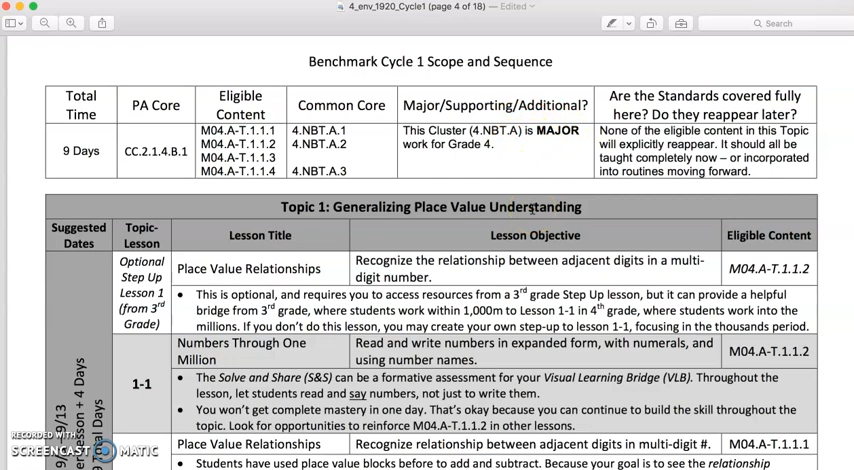 4_env_1920_Cycle1 (page 4 of 18) — Edited
Search
Benchmark Cycle 1 Scope and Sequence
Total Time
PA Core
Eligible Content
Common Core
Major/Supporting/Additional?
Are the Standards covered fully here? Do they reappear later?
9 Days
CC.2.1.4.B.1
M04.A-T.1.1.1
M04.A-T.1.1.2
M04.A-T.1.1.3
M04.A-T.1.1.4
4.NBT.A.1
4.NBT.A.2
4.NBT.A.3
This Cluster (4.NBT.A) is MAJOR
work for Grade 4.
None of the eligible content in this Topic
will explicitly reappear. It should all be
taught completely now – or incorporated
into routines moving forward.
Topic 1: Generalizing Place Value Understanding
Suggested Dates
Topic-Lesson
Lesson Title
Lesson Objective
Eligible Content
Optional
Step Up
Lesson 1
(from 3rd
Grade)
Place Value Relationships
Recognize the relationship between adjacent digits in a multi-
digit number.
M04.A-T.1.1.2
• This is optional, and requires you to access resources from a 3rd grade Step Up lesson, but it can provide a helpful
bridge from 3rd grade, where students work within 1,000m to Lesson 1-1 in 4th grade, where students work into the
millions. If you don't do this lesson, you may create your own step-up to lesson 1-1, focusing in the thousands period.
1-1
Numbers Through One
Million
Read and write numbers in expanded form, with numerals, and
using number names.
M04.A-T.1.1.2
• The Solve and Share (S&S) can be a formative assessment for your Visual Learning Bridge (VLB). Throughout the
lesson, let students read and say numbers, not just to write them.
• You won't get complete mastery in one day. That's okay because you can continue to build the skill throughout the
topic. Look for opportunities to reinforce M04.A-T.1.1.2 in other lessons.
Place Value Relationships
Recognize relationship between adjacent digits in multi-digit #.
M04.A-T.1.1.1
• Students have used place value blocks before to add and subtract. Because your goal is to see the relationship
9/13
esson + 4 Days
Days
RECORDED WITH
SCREENCAST MATIC